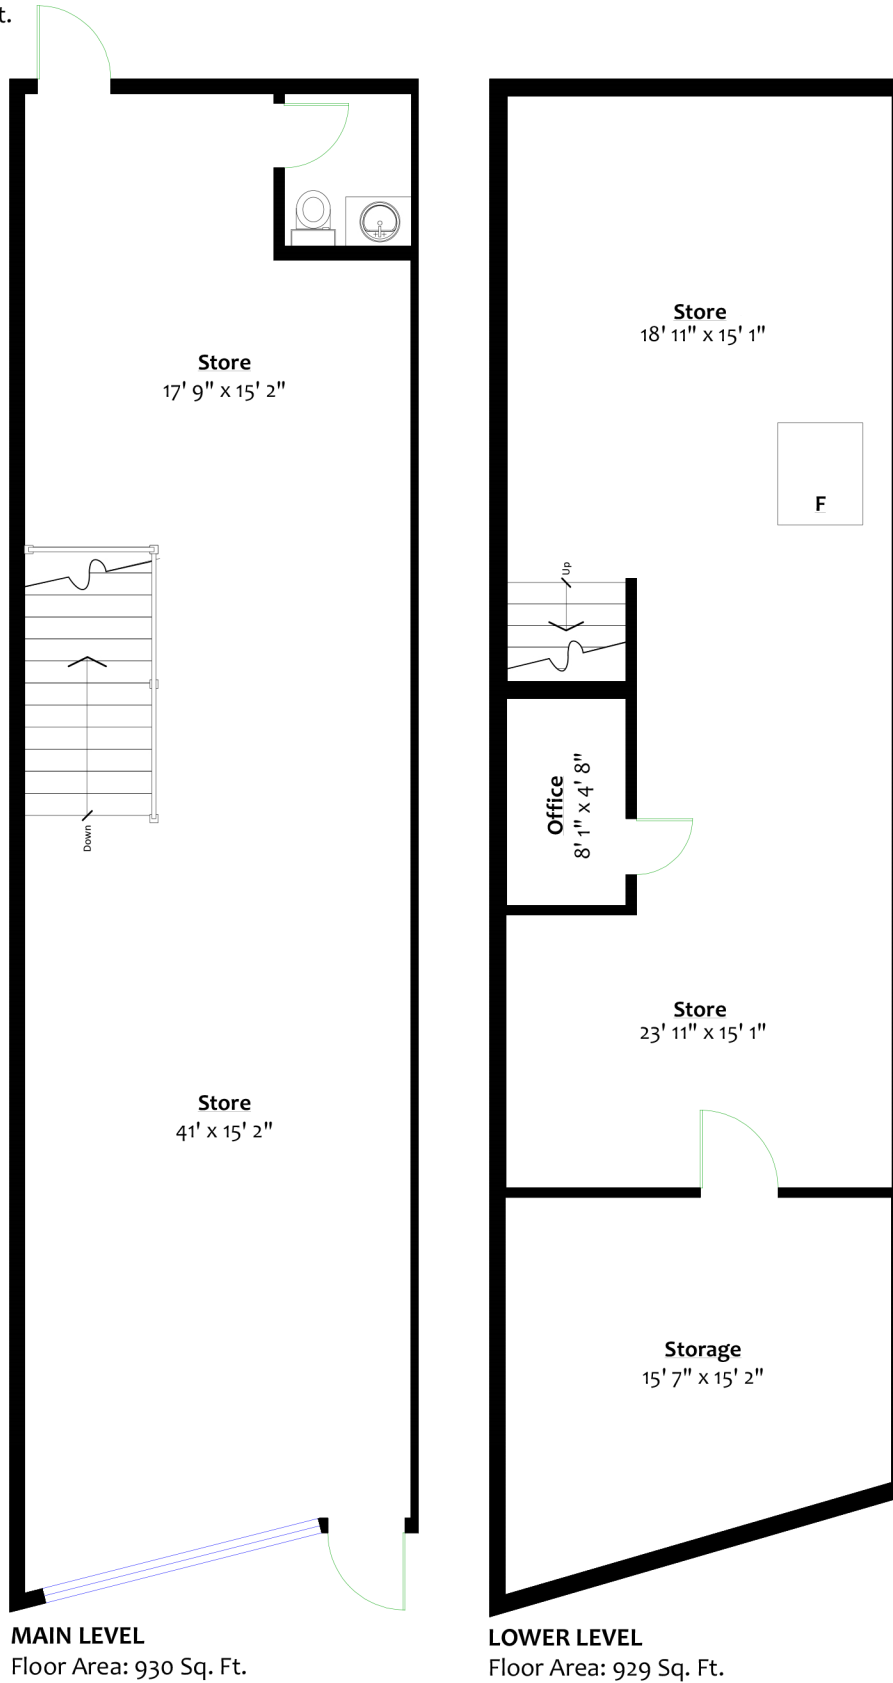 t.
Store
17' 9" x 15' 2"
Down
Store
41' x 15' 2"
MAIN LEVEL
Floor Area: 930 Sq. Ft.
Store
18' 11" x 15' 1"
F
Up
Office
8' 1" x 4' 8"
Store
23' 11" x 15' 1"
Storage
15' 7" x 15' 2"
LOWER LEVEL
Floor Area: 929 Sq. Ft.